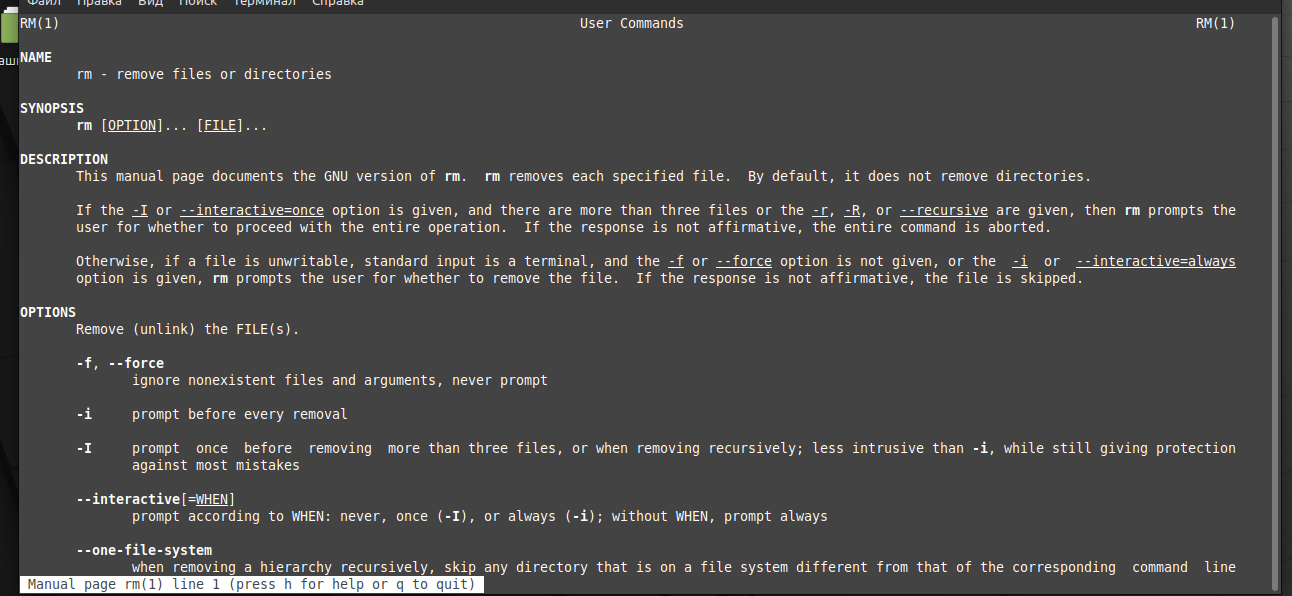 Файл Правка Вид Поиск Терминал Справка
RM(1) User Commands RM(1)
NAME
rm - remove files or directories
SYNOPSIS
rm [OPTION]... [FILE]...
DESCRIPTION
This manual page documents the GNU version of rm. rm removes each specified file. By default, it does not remove directories.
If the -I or --interactive=once option is given, and there are more than three files or the -r, -R, or --recursive are given, then rm prompts the
user for whether to proceed with the entire operation. If the response is not affirmative, the entire command is aborted.
Otherwise, if a file is unwritable, standard input is a terminal, and the -f or --force option is not given, or the -i or --interactive=always
option is given, rm prompts the user for whether to remove the file. If the response is not affirmative, the file is skipped.
OPTIONS
Remove (unlink) the FILE(s).
-f, --force
ignore nonexistent files and arguments, never prompt
-i prompt before every removal
-I prompt once before removing more than three files, or when removing recursively; less intrusive than -i, while still giving protection
against most mistakes
--interactive[=WHEN]
prompt according to WHEN: never, once (-I), or always (-i); without WHEN, prompt always
--one-file-system
when removing a hierarchy recursively, skip any directory that is on a file system different from that of the corresponding command line
Manual page rm(1) line 1 (press h for help or q to quit)